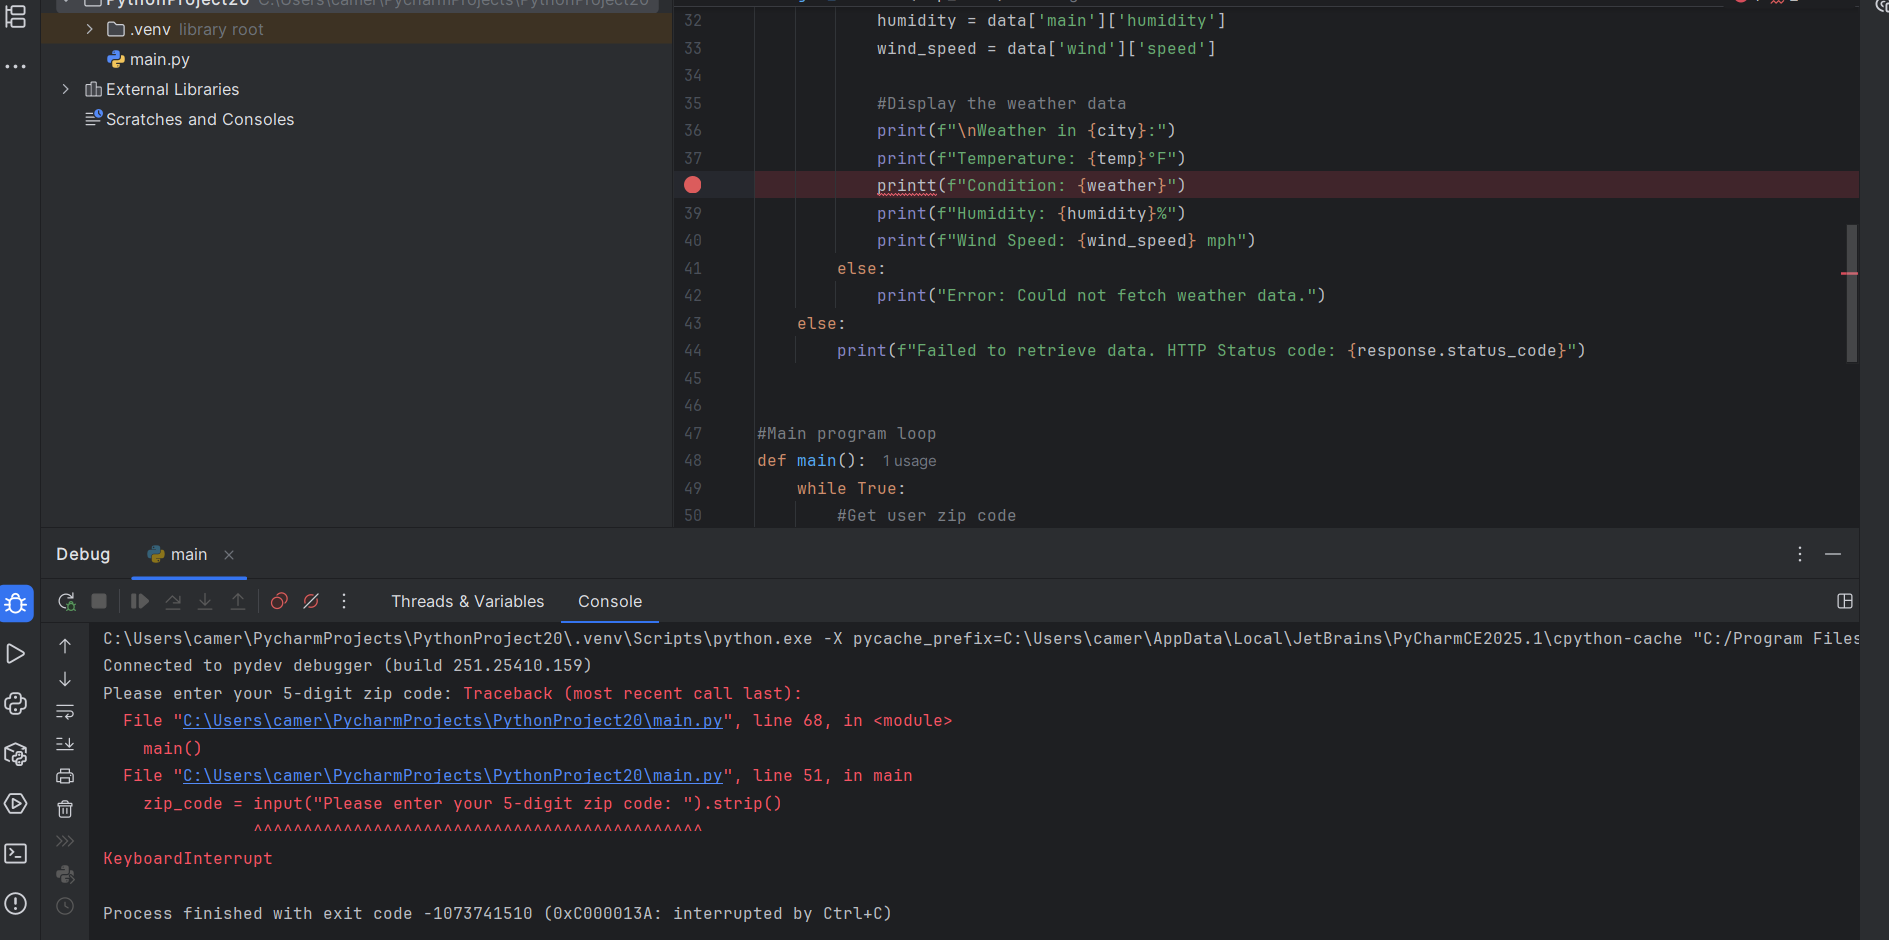 PythonProject20 C:\Users\camer\PycharmProjects\PythonProject20
.venv library root
main.py
External Libraries
Scratches and Consoles
32 humidity = data['main']['humidity']
33 wind_speed = data['wind']['speed']
34
35 #Display the weather data
36 print(f"\nWeather in {city}:")
37 print(f"Temperature: {temp}°F")
printt(f"Condition: {weather}")
39 print(f"Humidity: {humidity}%")
40 print(f"Wind Speed: {wind_speed} mph")
41 else:
42 print("Error: Could not fetch weather data.")
43 else:
44 print(f"Failed to retrieve data. HTTP Status code: {response.status_code}")
45
46
47 #Main program loop
48 def main(): 1 usage
49 while True:
50 #Get user zip code
Debug main
Threads & Variables Console
C:\Users\camer\PycharmProjects\PythonProject20\.venv\Scripts\python.exe -X pycache_prefix=C:\Users\camer\AppData\Local\JetBrains\PyCharmCE2025.1\cpython-cache "C:/Program Files
Connected to pydev debugger (build 251.25410.159)
Please enter your 5-digit zip code: Traceback (most recent call last):
File "C:\Users\camer\PycharmProjects\PythonProject20\main.py", line 68, in <module>
main()
File "C:\Users\camer\PycharmProjects\PythonProject20\main.py", line 51, in main
zip_code = input("Please enter your 5-digit zip code: ").strip()
^^^^^^^^^^^^^^^^^^^^^^^^^^^^^^^^^^^^^^^^^^^^^
KeyboardInterrupt
Process finished with exit code -1073741510 (0xC000013A: interrupted by Ctrl+C)